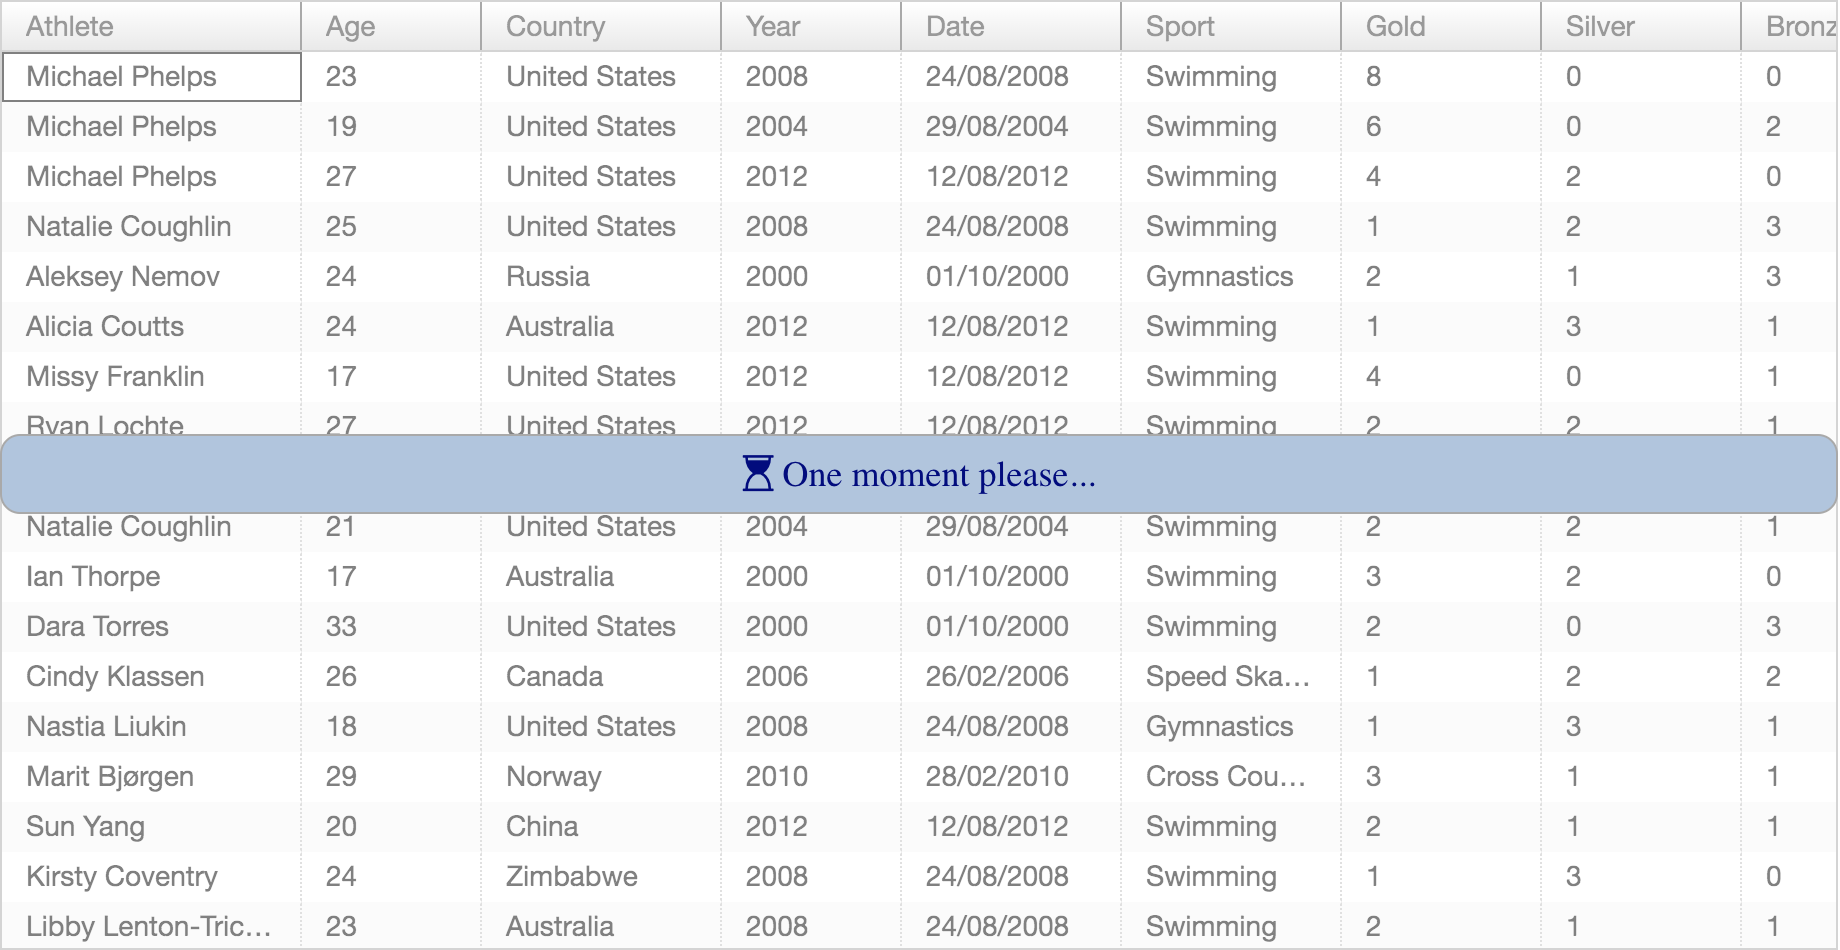 Athlete Age Country Year Date Sport Gold Silver Bronz
Michael Phelps 23 United States 2008 24/08/2008 Swimming 8 0 0
Michael Phelps 19 United States 2004 29/08/2004 Swimming 6 0 2
Michael Phelps 27 United States 2012 12/08/2012 Swimming 4 2 0
Natalie Coughlin 25 United States 2008 24/08/2008 Swimming 1 2 3
Aleksey Nemov 24 Russia 2000 01/10/2000 Gymnastics 2 1 3
Alicia Coutts 24 Australia 2012 12/08/2012 Swimming 1 3 1
Missy Franklin 17 United States 2012 12/08/2012 Swimming 4 0 1
Ryan Lochte 27 United States 2012 12/08/2012 Swimming 2 2 1
One moment please...
Natalie Coughlin 21 United States 2004 29/08/2004 Swimming 2 2 1
Ian Thorpe 17 Australia 2000 01/10/2000 Swimming 3 2 0
Dara Torres 33 United States 2000 01/10/2000 Swimming 2 0 3
Cindy Klassen 26 Canada 2006 26/02/2006 Speed Ska... 1 2 2
Nastia Liukin 18 United States 2008 24/08/2008 Gymnastics 1 3 1
Marit Bjørgen 29 Norway 2010 28/02/2010 Cross Cou... 3 1 1
Sun Yang 20 China 2012 12/08/2012 Swimming 2 1 1
Kirsty Coventry 24 Zimbabwe 2008 24/08/2008 Swimming 1 3 0
Libby Lenton-Tric... 23 Australia 2008 24/08/2008 Swimming 2 1 1